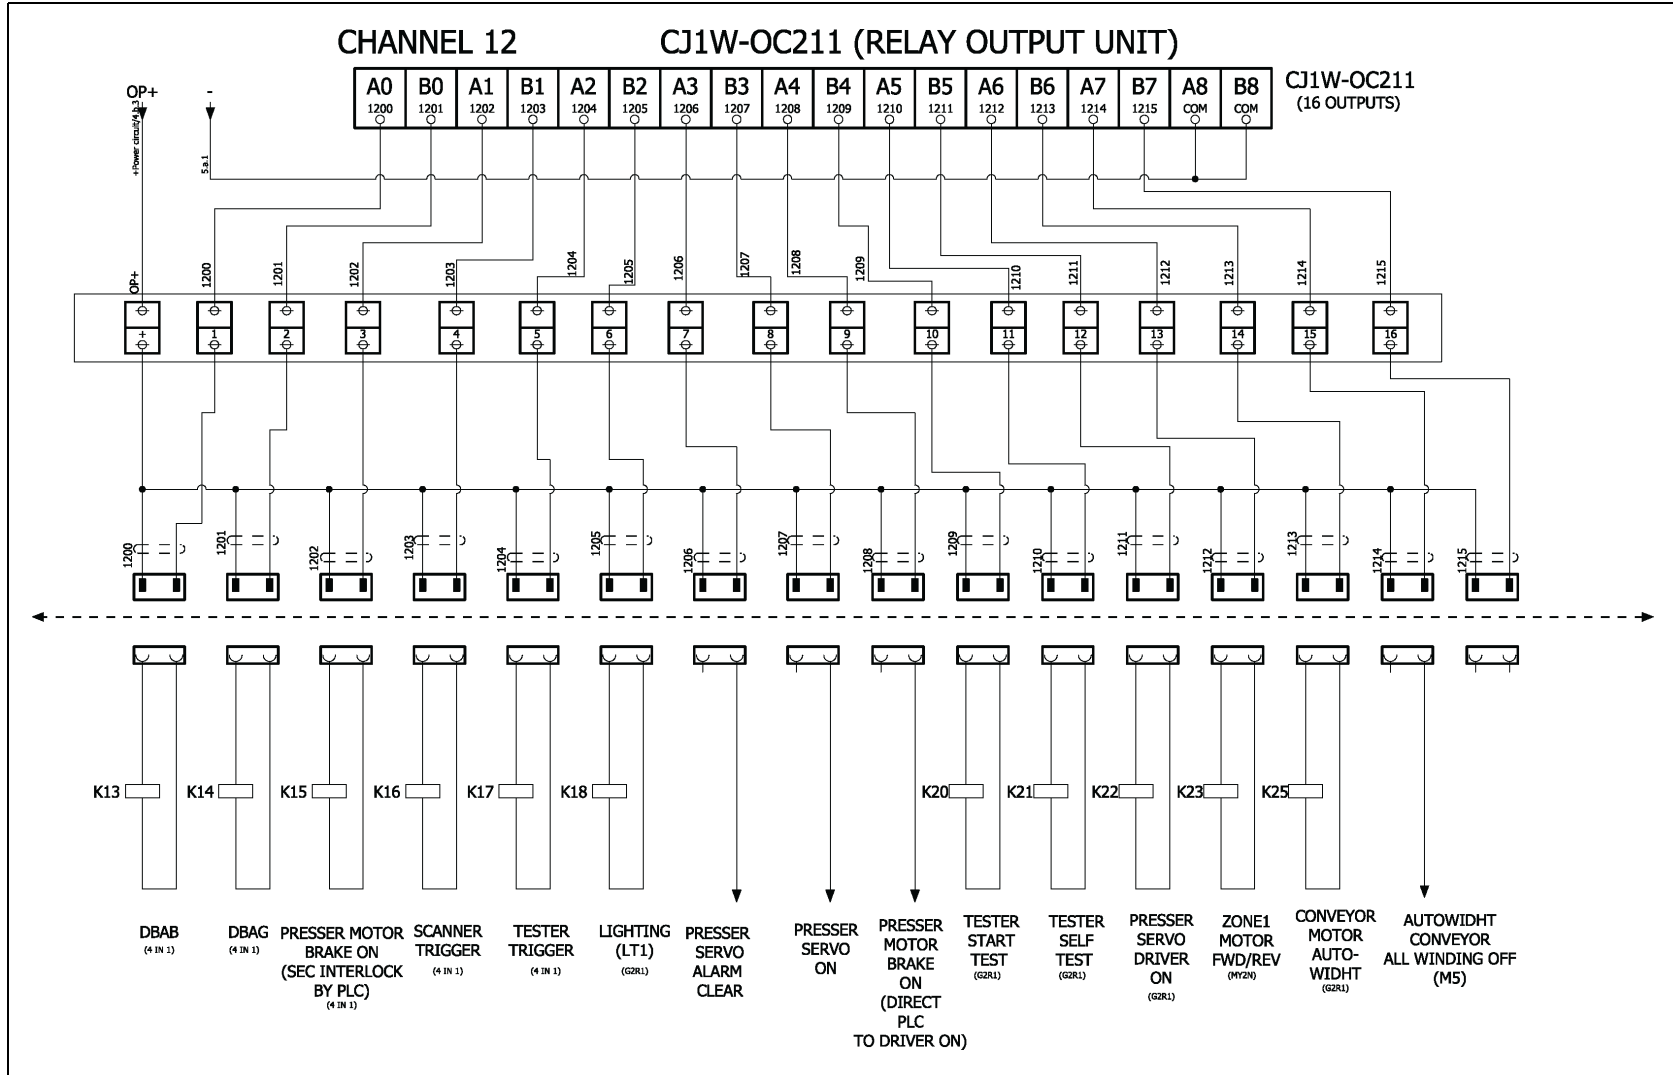 CHANNEL 12
CJ1W-OC211 (RELAY OUTPUT UNIT)
A0 B0 A1 B1 A2 B2 A3 B3 A4 B4 A5 B5 A6 B6 A7 B7 A8 B8
1200 1201 1202 1203 1204 1205 1206 1207 1208 1209 1210 1211 1212 1213 1214 1215 COM COM
CJ1W-OC211
(16 OUTPUTS)
OP+
-
+Power circuit/4.b.3
5.a.1
OP+ 1200 1201 1202 1203 1204 1205 1206 1207 1208 1209 1210 1211 1212 1213 1214 1215
+ 1 2 3 4 5 6 7 8 9 10 11 12 13 14 15 16
1200 1201 1202 1203 1204 1205 1206 1207 1208 1209 1210 1211 1212 1213 1214 1215
K13 K14 K15 K16 K17 K18 K20 K21 K22 K23 K25
DBAB
(4 IN 1)
DBAG
(4 IN 1)
PRESSER MOTOR
BRAKE ON
(SEC INTERLOCK
BY PLC)
(4 IN 1)
SCANNER
TRIGGER
(4 IN 1)
TESTER
TRIGGER
(4 IN 1)
LIGHTING
(LT1)
(G2R1)
PRESSER
SERVO
ALARM
CLEAR
PRESSER
SERVO
ON
PRESSER
MOTOR
BRAKE
ON
(DIRECT
PLC
TO DRIVER ON)
TESTER
START
TEST
(G2R1)
TESTER
SELF
TEST
(G2R1)
PRESSER
SERVO
DRIVER
ON
(G2R1)
ZONE1
MOTOR
FWD/REV
(MY2N)
CONVEYOR
MOTOR
AUTO-
WIDHT
(G2R1)
AUTOWIDHT
CONVEYOR
ALL WINDING OFF
(M5)